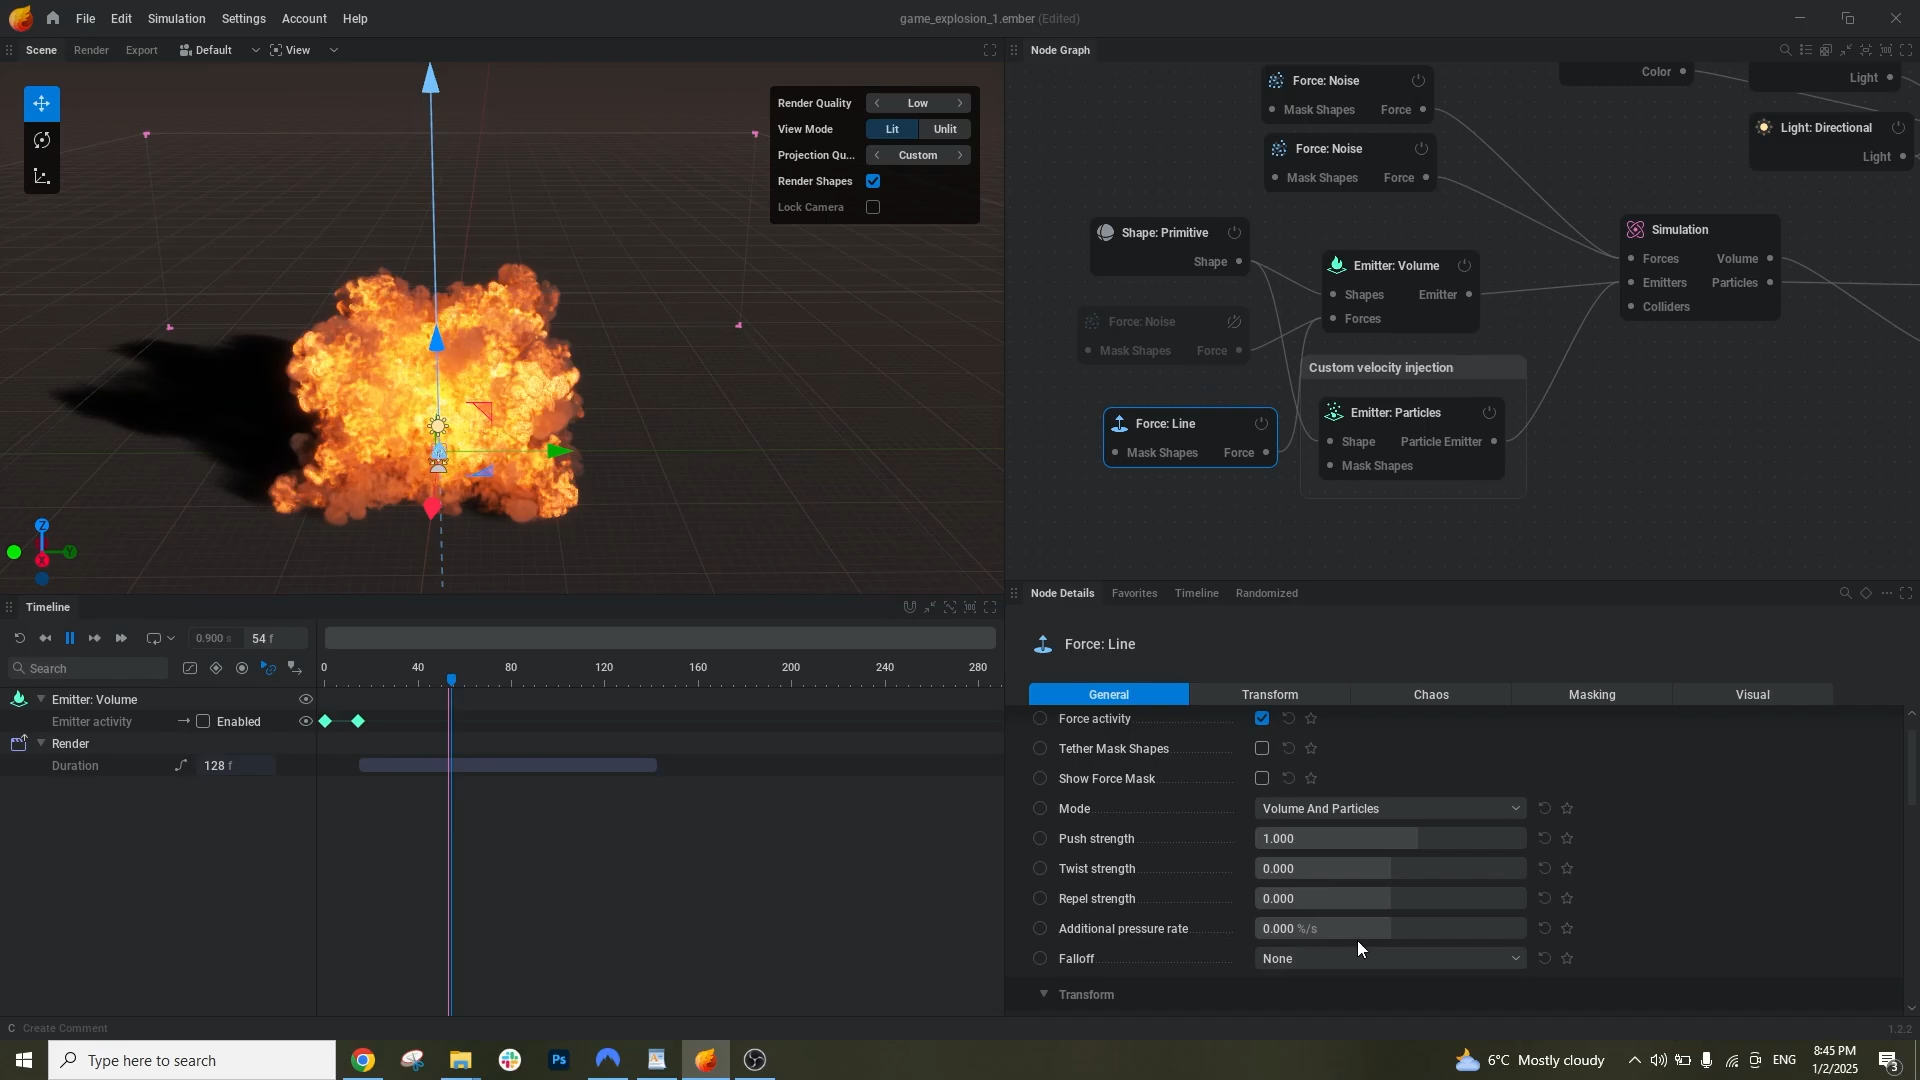 File Edit Simulation Settings Account Help
game_explosion_1.ember (Edited)
Scene Render Export Default View
Render Quality Low
View Mode Lit Unlit
Projection Qu... Custom
Render Shapes
Lock Camera
Z
Y
X
Node Graph
Force: Noise
Mask Shapes Force
Force: Noise
Mask Shapes Force
Color
Light
Light: Directional
Light
Shape: Primitive
Shape
Emitter: Volume
Shapes Emitter
Forces
Simulation
Forces Volume
Emitters Particles
Colliders
Force: Noise
Mask Shapes Force
Custom velocity injection
Emitter: Particles
Shape Particle Emitter
Mask Shapes
Force: Line
Mask Shapes Force
Timeline
0.900 s 54 f
Search
0 40 80 120 160 200 240 280
Emitter: Volume
Emitter activity Enabled
Render
Duration 128 f
Node Details Favorites Timeline Randomized
Force: Line
General Transform Chaos Masking Visual
Force activity
Tether Mask Shapes
Show Force Mask
Mode Volume And Particles
Push strength 1.000
Twist strength 0.000
Repel strength 0.000
Additional pressure rate 0.000 %/s
Falloff None
Transform
C Create Comment
1.2.2
Type here to search
Ps
6°C Mostly cloudy
ENG
8:45 PM
1/2/2025
3